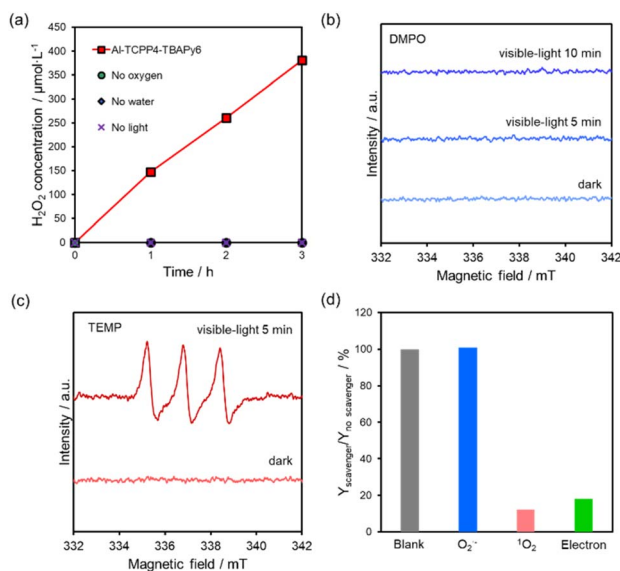 (a)
450
400
350
300
250
200
150
100
50
0
H₂O₂ concentration / μmol·L⁻¹
Al-TCPP4-TBAPy6
No oxygen
No water
No light
0 1 2 3
Time / h
(b)
DMPO
visible-light 10 min
visible-light 5 min
dark
Intensity / a.u.
332 334 336 338 340 342
Magnetic field / mT
(c)
TEMP
visible-light 5 min
dark
Intensity / a.u.
332 334 336 338 340 342
Magnetic field / mT
(d)
120
100
80
60
40
20
0
Y scavenger/Y no scavenger / %
Blank O₂·⁻ ¹O₂ Electron